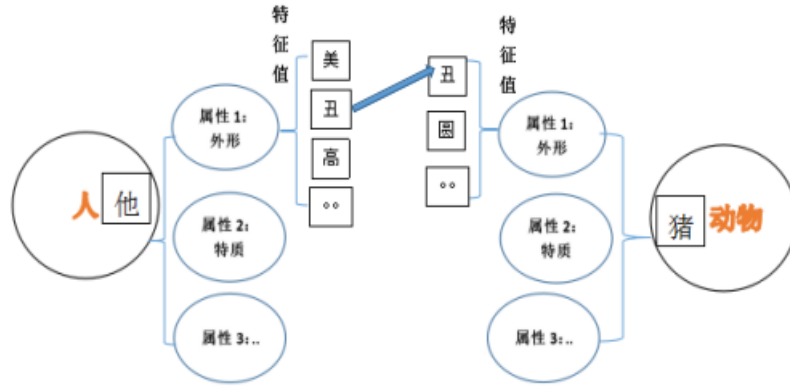 特征值
美
丑
高
。。
属性 1:
外形
人
他
属性 2:
特质
属性 3:..
特征值
丑
圆
。。
属性 1:
外形
属性 2:
特质
属性 3:..
猪
动物